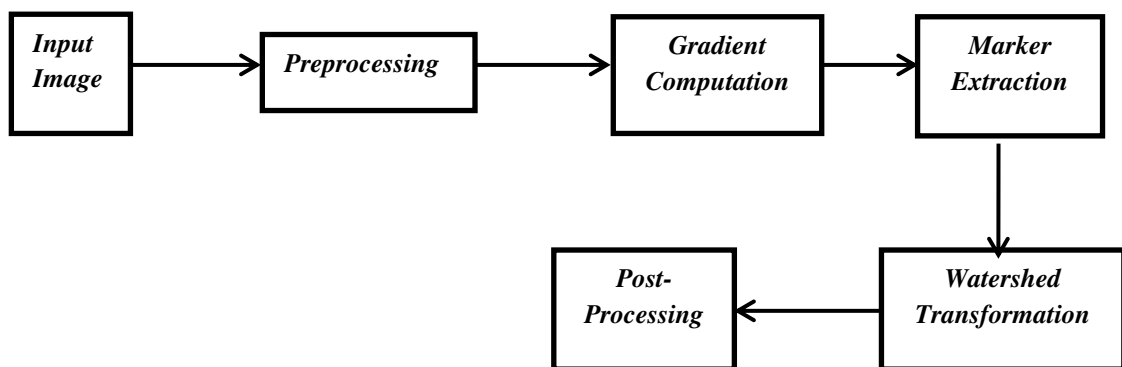 Input
Image
Preprocessing
Gradient
Computation
Marker
Extraction
Watershed
Transformation
Post-
Processing